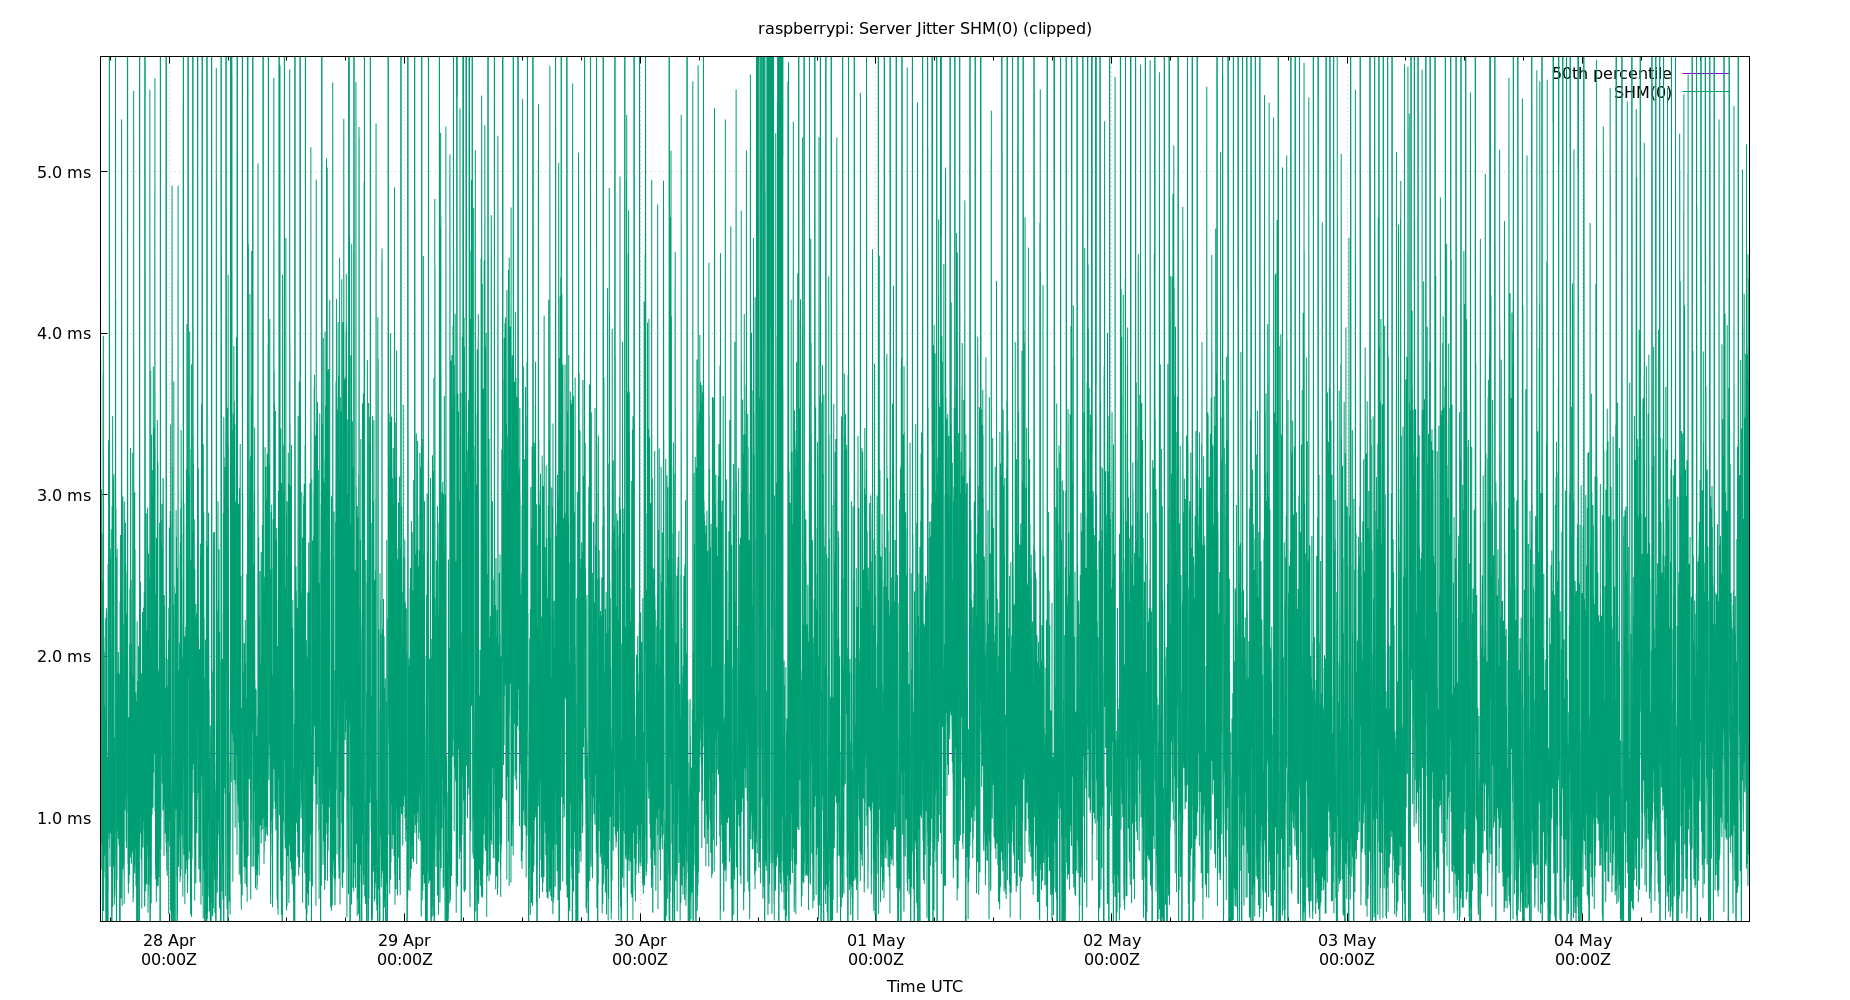 raspberrypi: Server Jitter SHM(0) (clipped)
50th percentile
SHM(0)
5.0 ms
4.0 ms
3.0 ms
2.0 ms
1.0 ms
28 Apr
00:00Z
29 Apr
00:00Z
30 Apr
00:00Z
01 May
00:00Z
02 May
00:00Z
03 May
00:00Z
04 May
00:00Z
Time UTC